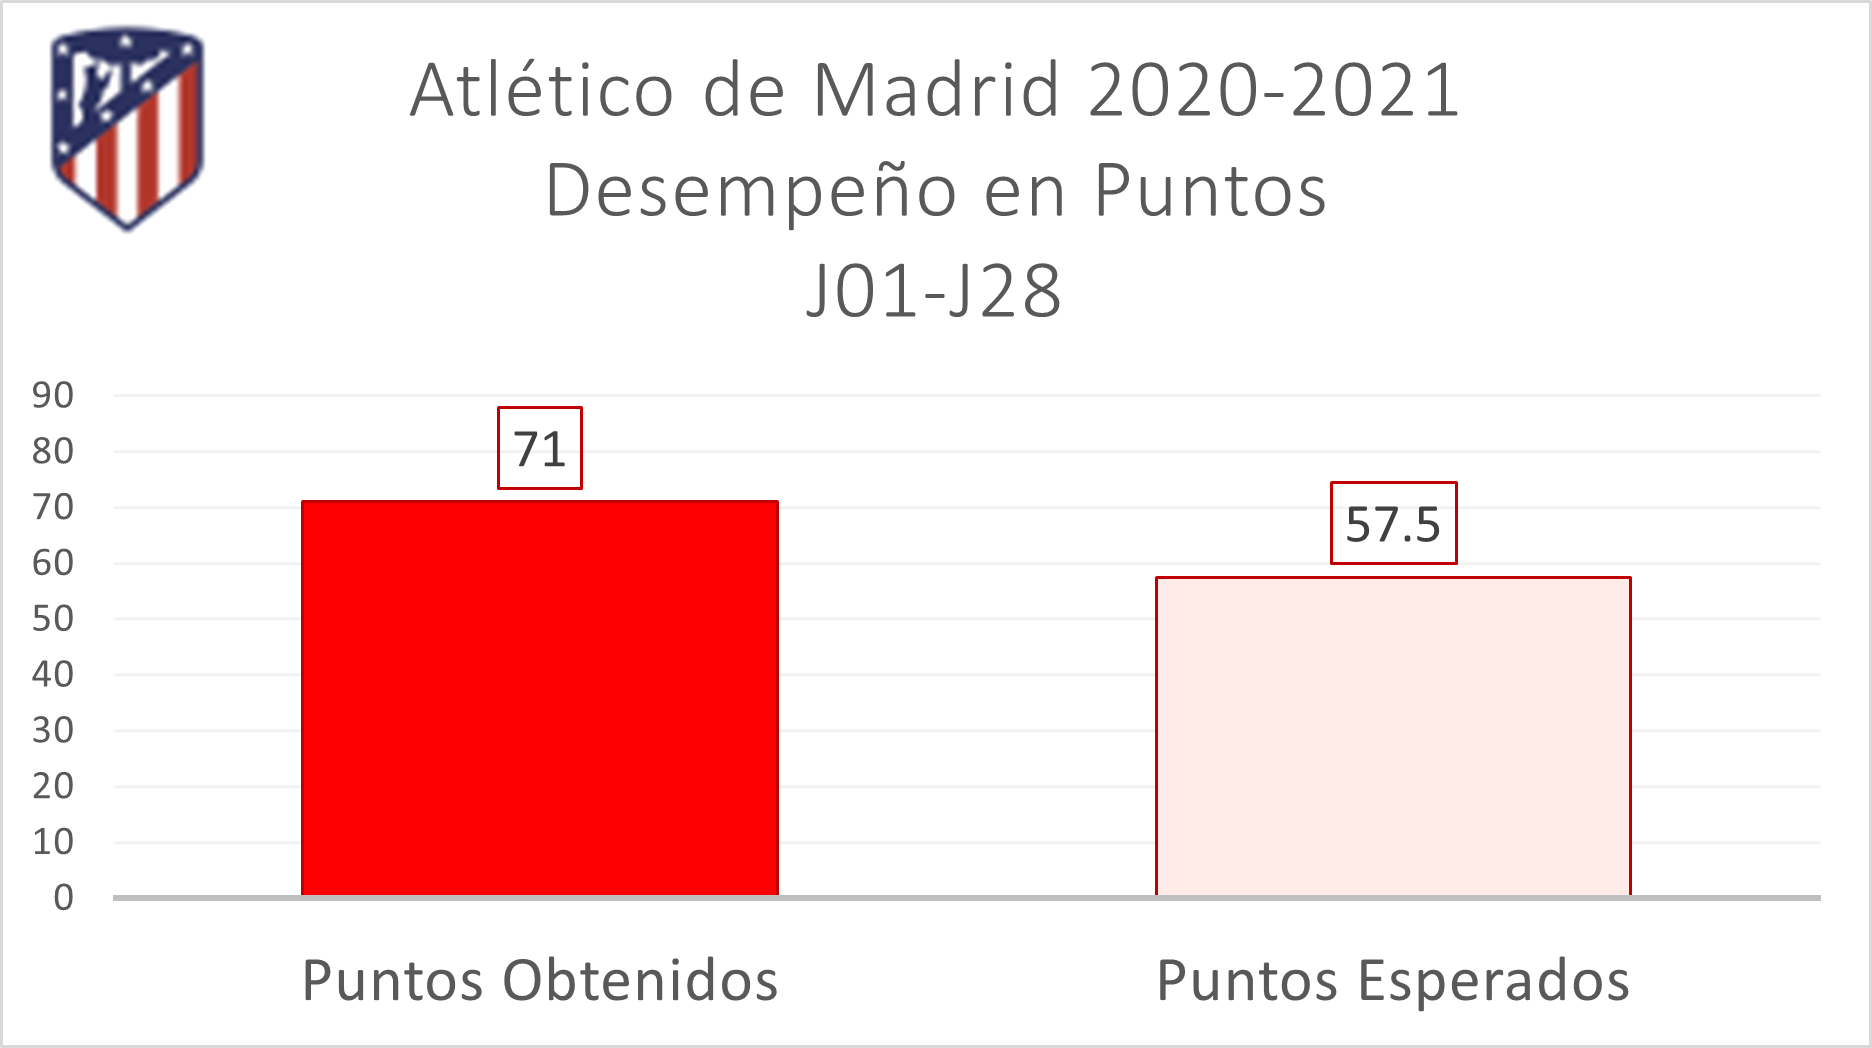 Atlético de Madrid 2020-2021
Desempeño en Puntos
J01-J28
90
80
70
60
50
40
30
20
10
0
71
57.5
Puntos Obtenidos
Puntos Esperados